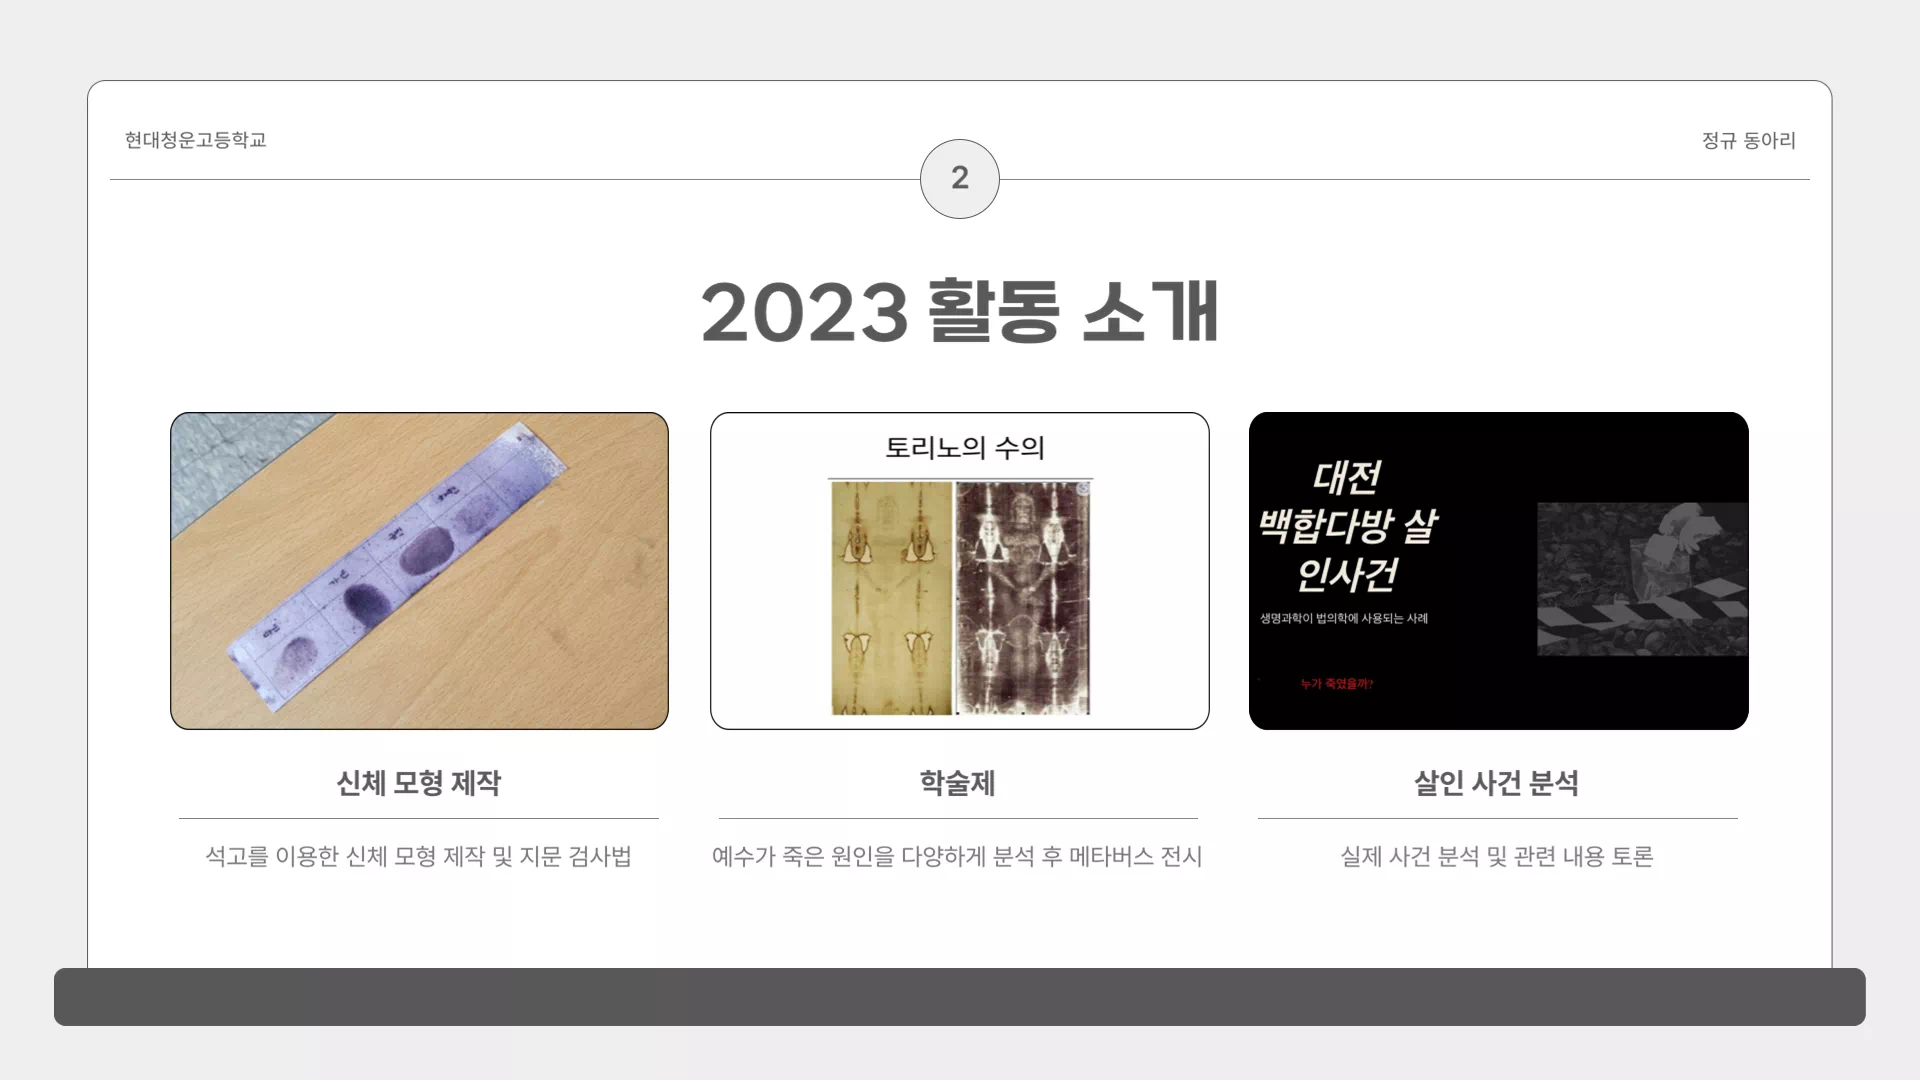 현대청운고등학교
정규 동아리
2
2023 활동 소개
토리노의 수의
대전
백합다방 살
인사건
생명과학이 법의학에 사용되는 사례
누가 죽였을까?
신체 모형 제작
학술제
살인 사건 분석
석고를 이용한 신체 모형 제작 및 지문 검사법
예수가 죽은 원인을 다양하게 분석 후 메타버스 전시
실제 사건 분석 및 관련 내용 토론